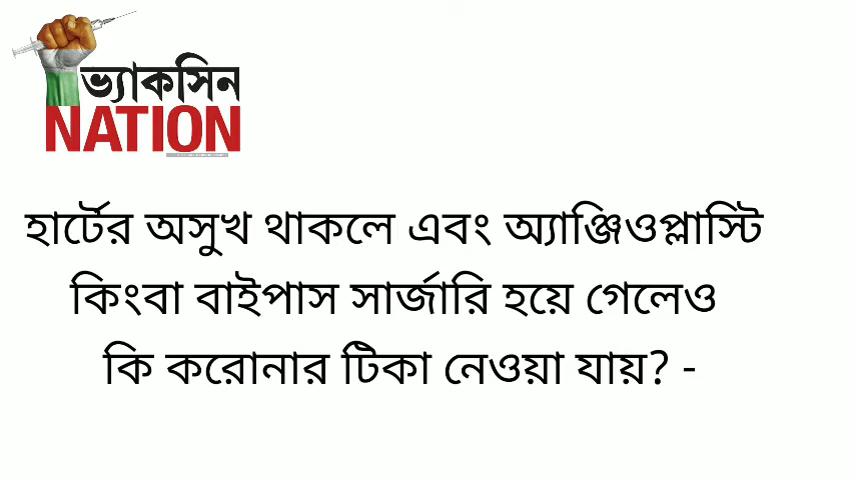 ভ্যাকসিন
NATION
হার্টের অসুখ থাকলে এবং অ্যাঞ্জিওপ্লাস্টি
কিংবা বাইপাস সার্জারি হয়ে গেলেও
কি করোনার টিকা নেওয়া যায়? -